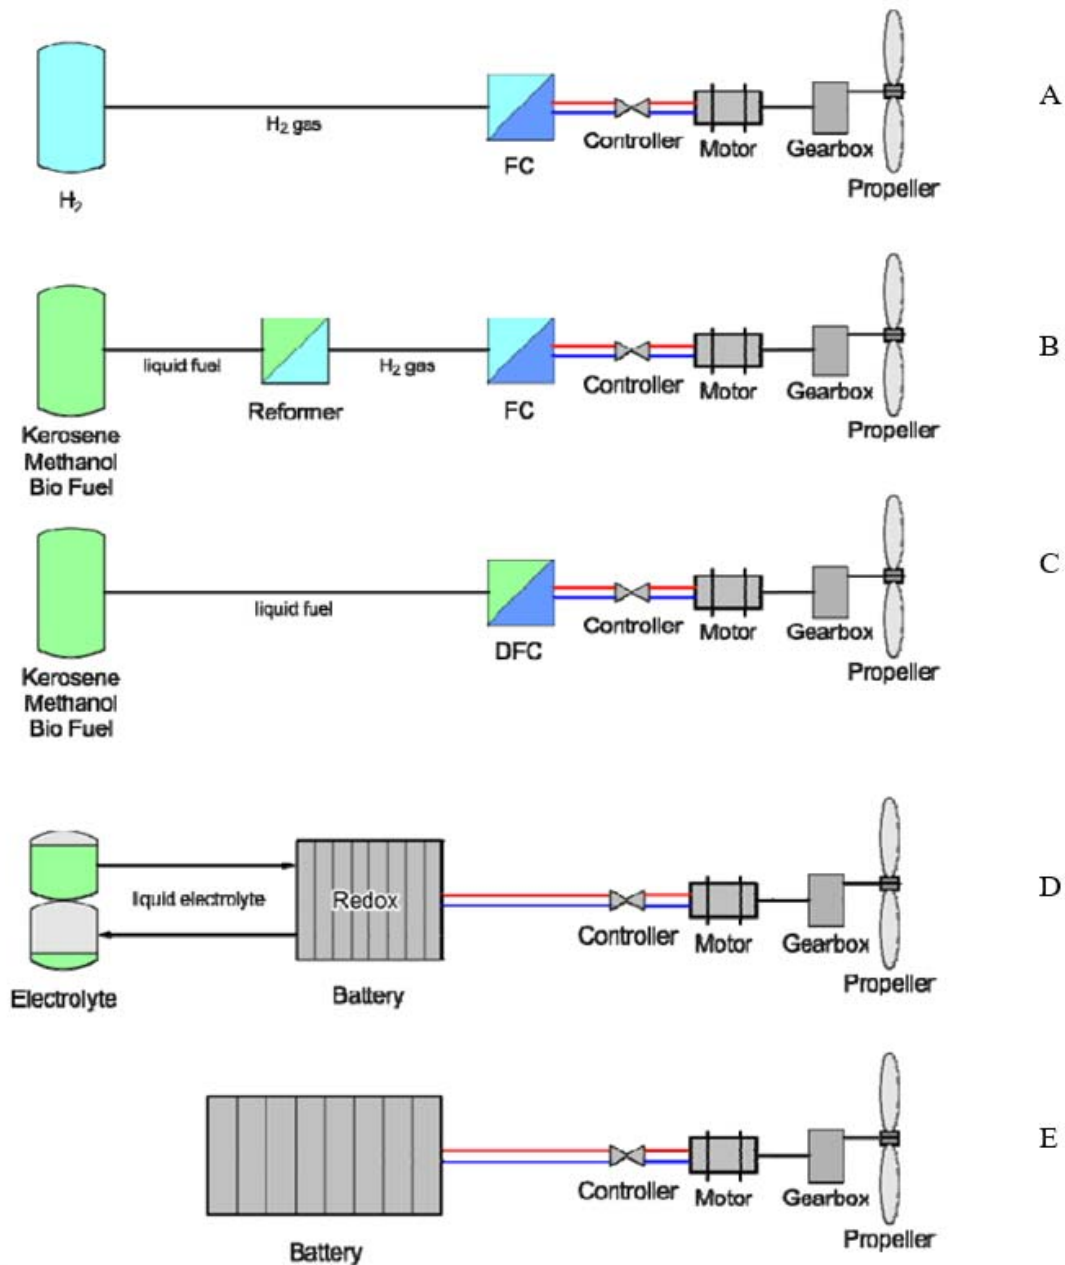 A
H2 gas
Controller
Motor
Gearbox
FC
Propeller
H2
B
liquid fuel
H2 gas
Controller
Motor
Gearbox
Reformer
FC
Propeller
Kerosene
Methanol
Bio Fuel
C
liquid fuel
Controller
Motor
Gearbox
DFC
Propeller
Kerosene
Methanol
Bio Fuel
D
liquid electrolyte
Redox
Controller
Motor
Gearbox
Propeller
Electrolyte
Battery
E
Controller
Motor
Gearbox
Propeller
Battery